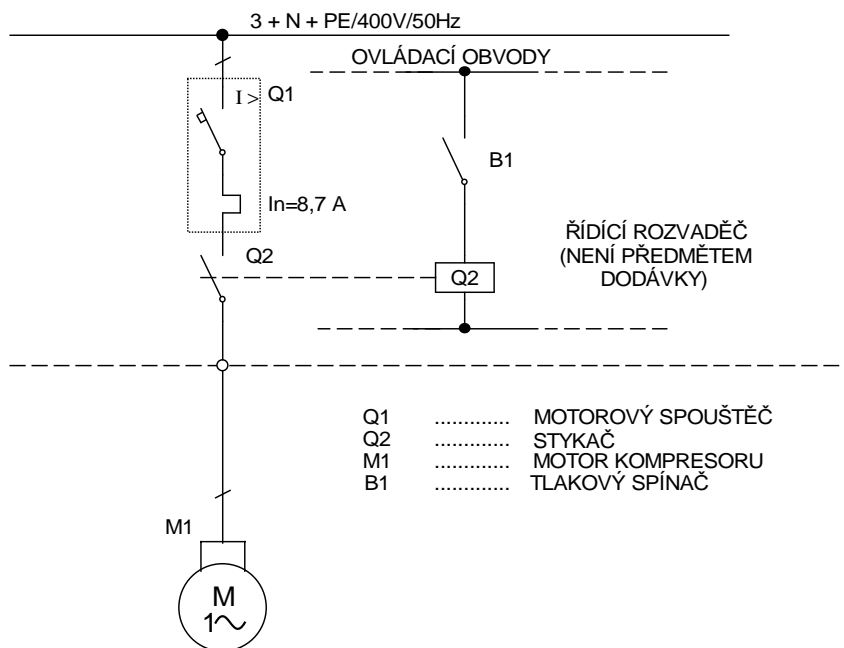 3 + N + PE/400V/50Hz
OVLÁDACÍ OBVODY
I > Q1
B1
In=8,7 A
ŘÍDÍCÍ ROZVADĚČ
(NENÍ PŘEDMĚTEM
DODÁVKY)
Q2
Q2
Q1 ............. MOTOROVÝ SPOUŠTĚČ
Q2 ............. STYKAČ
M1 ............. MOTOR KOMPRESORU
B1 ............. TLAKOVÝ SPÍNAČ
M1
M
1~